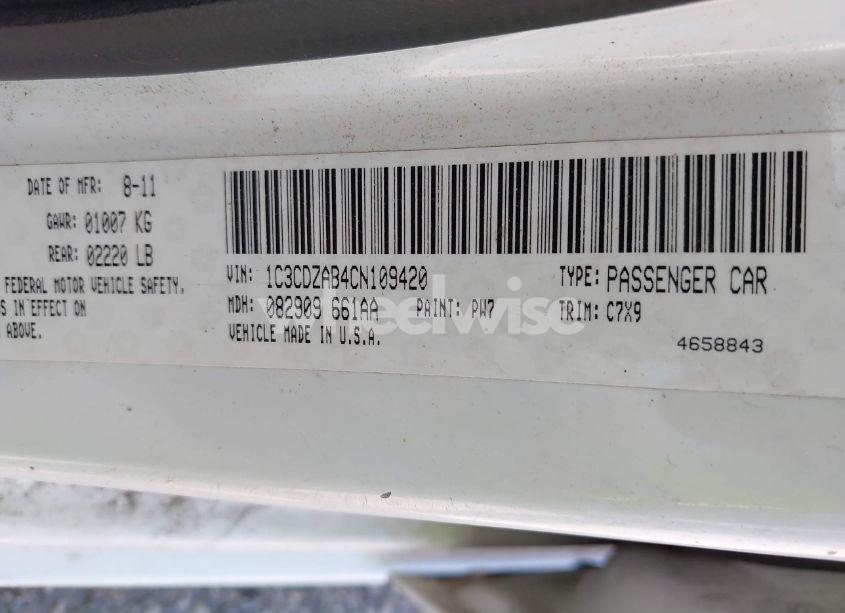 DATE OF MFR: 8-11
GAWR: 01007 KG
REAR: 02220 LB
FEDERAL MOTOR VEHICLE SAFETY,
S IN EFFECT ON
ABOVE.
VIN: 1C3CDZAB4CN109420
TYPE: PASSENGER CAR
MDH: 082909 661AA PAINT: PW7 TRIM: C7X9
VEHICLE MADE IN U.S.A.
4658843
wheelwise